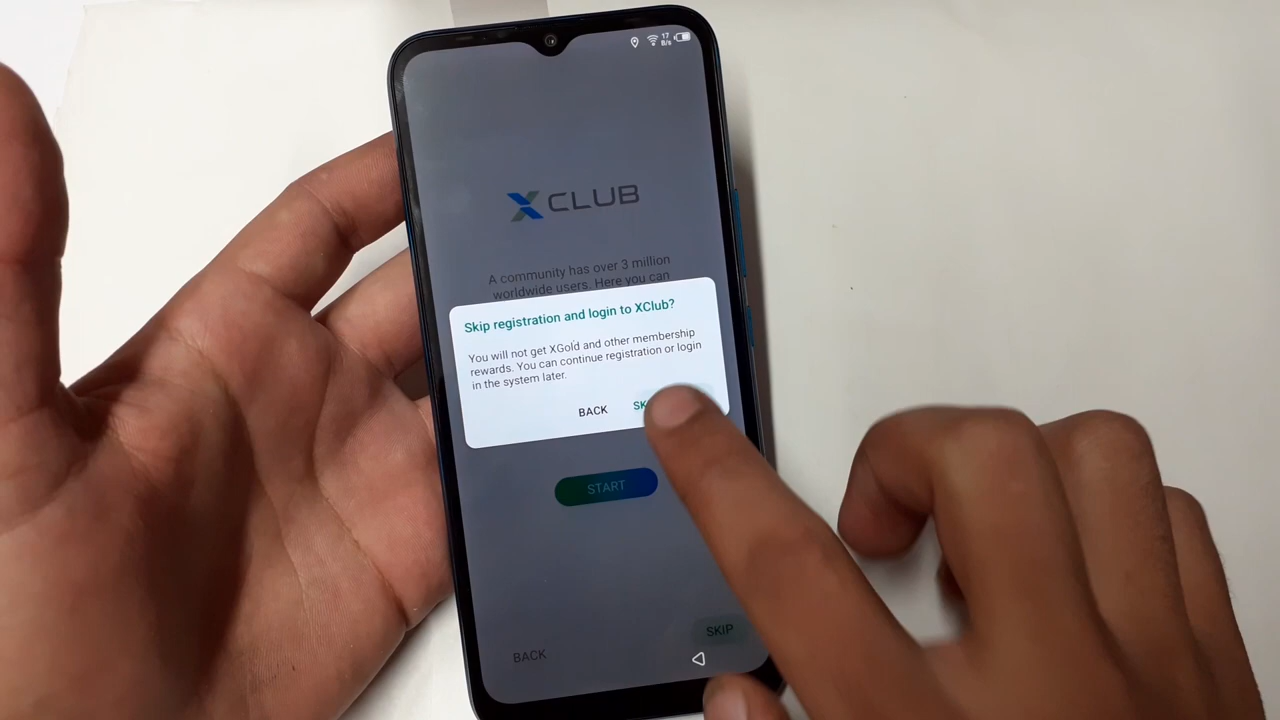 17
B/s
X CLUB
A community has over 3 million
worldwide users. Here you can
Skip registration and login to XClub?
You will not get XGold and other membership
rewards. You can continue registration or login
in the system later.
BACK
START
SKIP
BACK